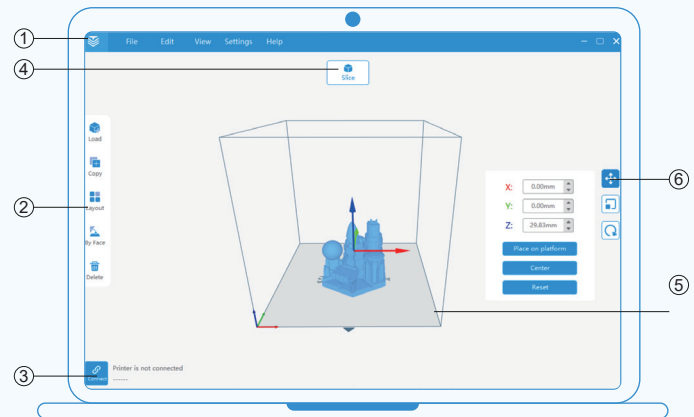 1
File Edit View Settings Help
4
Slice
Load
Copy
2
Layout
By Face
Delete
X: 0.00mm
Y: 0.00mm
Z: 29.83mm
Place on platform
Center
Reset
6
5
3
Connect
Printer is not connected
------